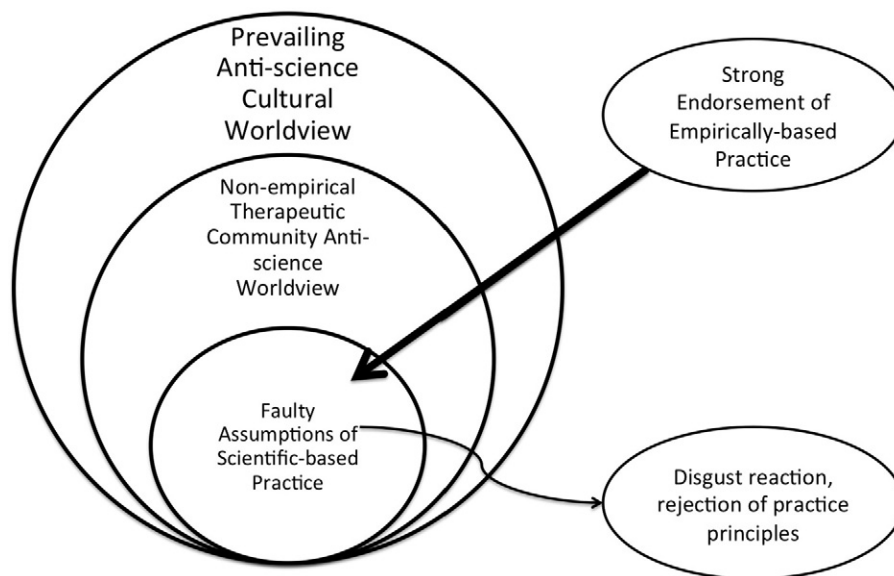 Prevailing
Anti-science
Cultural
Worldview
Non-empirical
Therapeutic
Community Anti-
science
Worldview
Faulty
Assumptions of
Scientific-based
Practice
Strong
Endorsement of
Empirically-based
Practice
Disgust reaction,
rejection of practice
principles